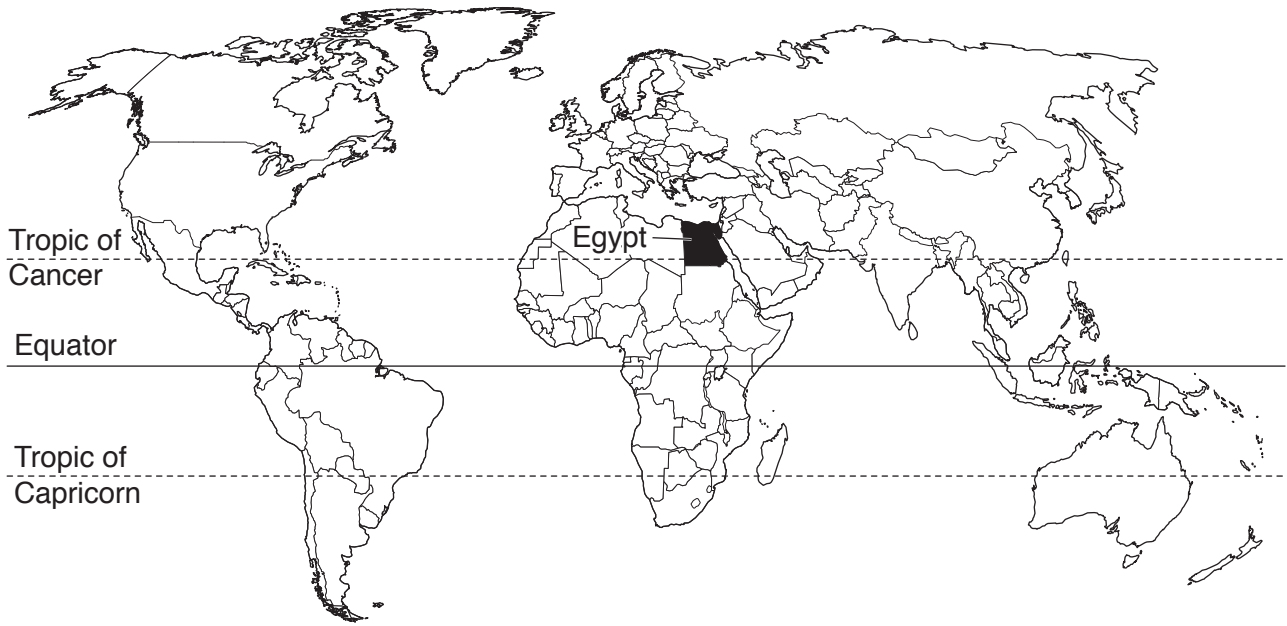 Tropic of
Cancer
Egypt
Equator
Tropic of
Capricorn